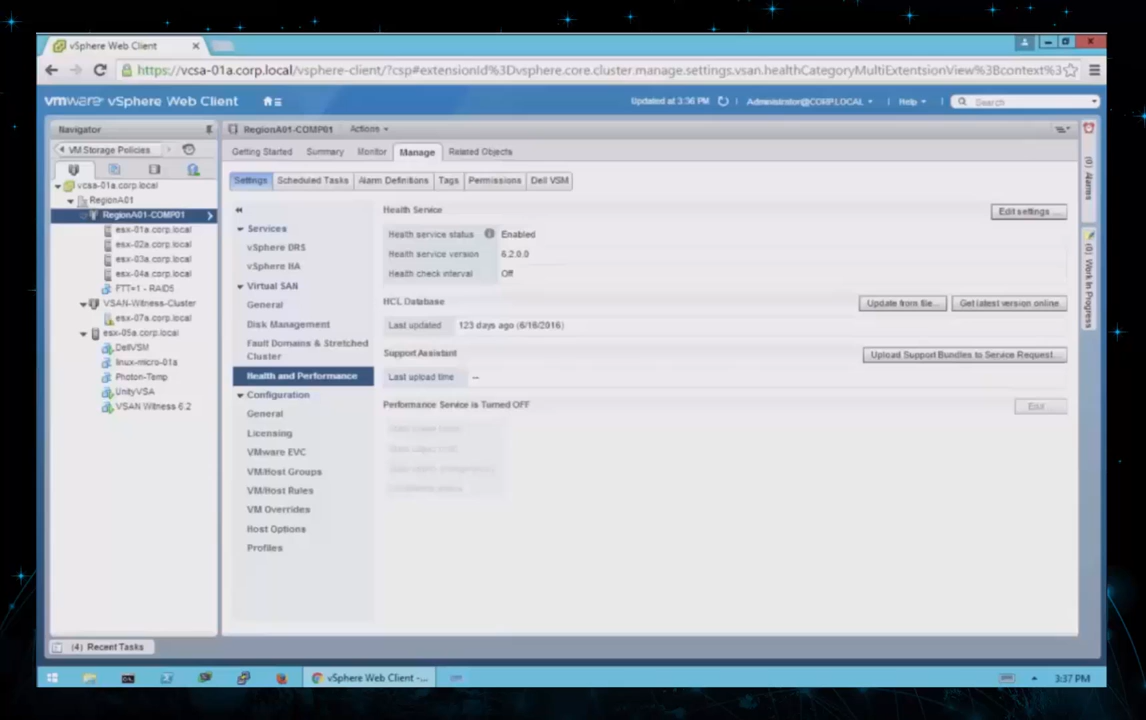 vSphere Web Client
https://vcsa-01a.corp.local/vsphere-client/?csp#extensionId%3Dvsphere.core.cluster.manage.settings.vsan.healthCategoryMultiExtentsionView%3Bcontext%3
vmware® vSphere Web Client
Updated at 3:36 PM
Administrator@CORP.LOCAL
Help
Search
Navigator
RegionA01-COMP01 Actions
VM Storage Policies
Getting Started Summary Monitor Manage Related Objects
Settings Scheduled Tasks Alarm Definitions Tags Permissions Dell VSM
vcsa-01a.corp.local
RegionA01
RegionA01-COMP01
esx-01a.corp.local
esx-02a.corp.local
esx-03a.corp.local
esx-04a.corp.local
FTT=1 - RAID5
VSAN-Witness-Cluster
esx-07a.corp.local
esx-05a.corp.local
DellVSM
linux-micro-01a
Photon-Temp
UnityVSA
VSAN Witness 6.2
Services
vSphere DRS
vSphere HA
Virtual SAN
General
Disk Management
Fault Domains & Stretched
Cluster
Health and Performance
Configuration
General
Licensing
VMware EVC
VM/Host Groups
VM/Host Rules
VM Overrides
Host Options
Profiles
Health Service
Edit settings ...
Health service status Enabled
Health service version 6.2.0.0
Health check interval Off
HCL Database
Update from file... Get latest version online
Last updated 123 days ago (6/16/2016)
Support Assistant
Upload Support Bundles to Service Request...
Last upload time --
Performance Service is Turned OFF
Edit
(0) Alarms
(0) Work In Progress
(4) Recent Tasks
vSphere Web Client -...
3:37 PM